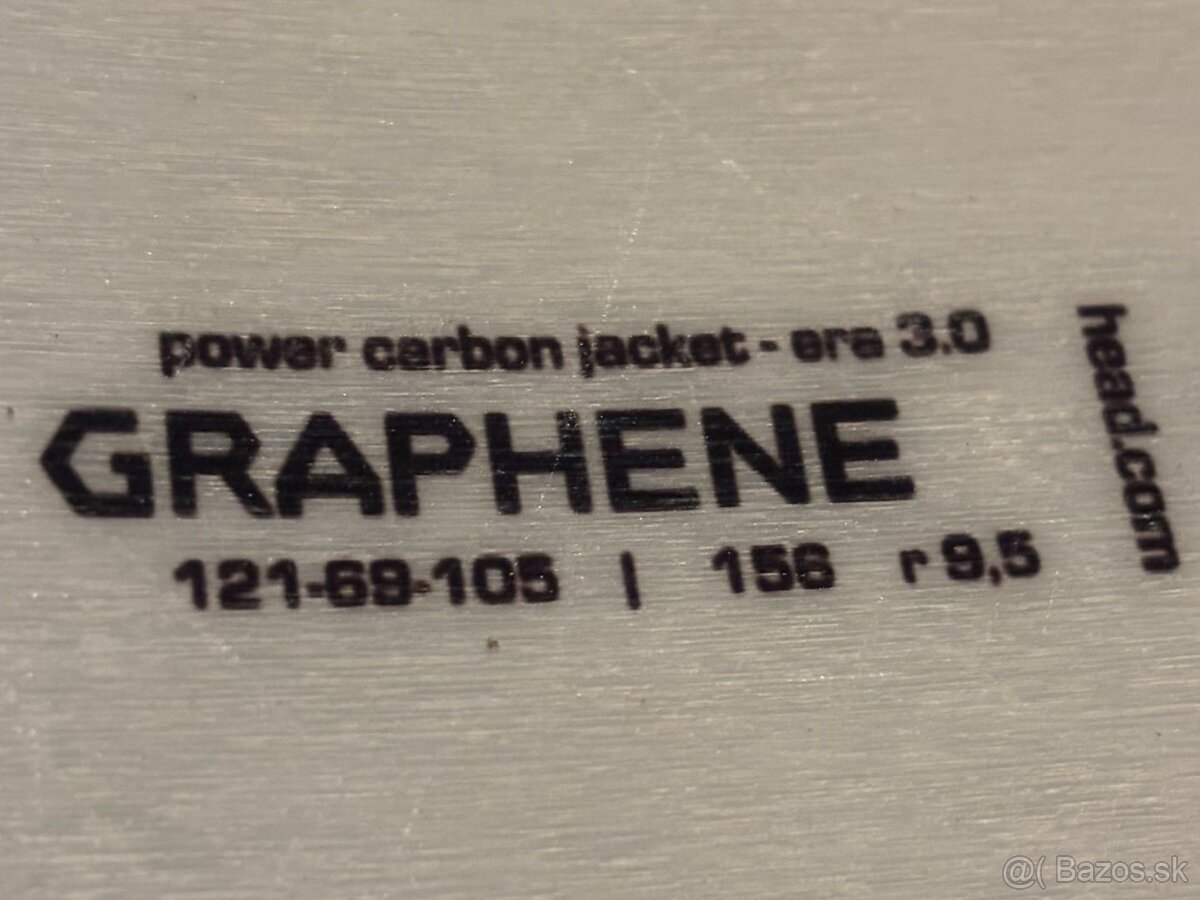 power carbon jacket - era 3.0
GRAPHENE
121-69-105 | 156 r 9,5
head.com
@( Bazos.sk